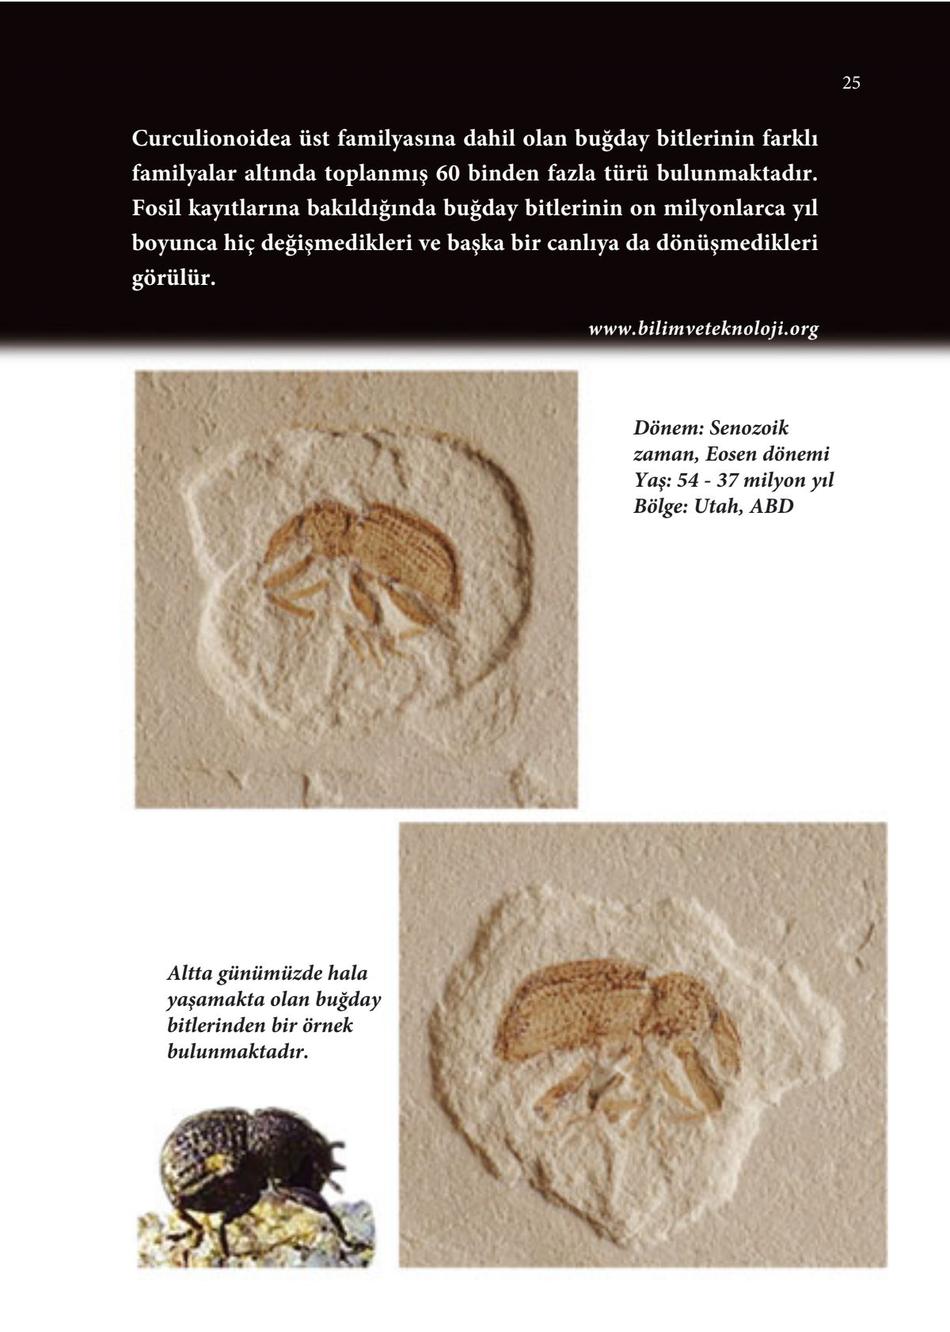 25
Curculionoidea üst familyasına dahil olan buğday bitlerinin farklı
familyalar altında toplanmış 60 binden fazla türü bulunmaktadır.
Fosil kayıtlarına bakıldığında buğday bitlerinin on milyonlarca yıl
boyunca hiç değişmedikleri ve başka bir canlıya da dönüşmedikleri
görülür.
www.bilimveteknoloji.org
Dönem: Senozoik
zaman, Eosen dönemi
Yaş: 54 - 37 milyon yıl
Bölge: Utah, ABD
Altta günümüzde hala
yaşamakta olan buğday
bitlerinden bir örnek
bulunmaktadır.